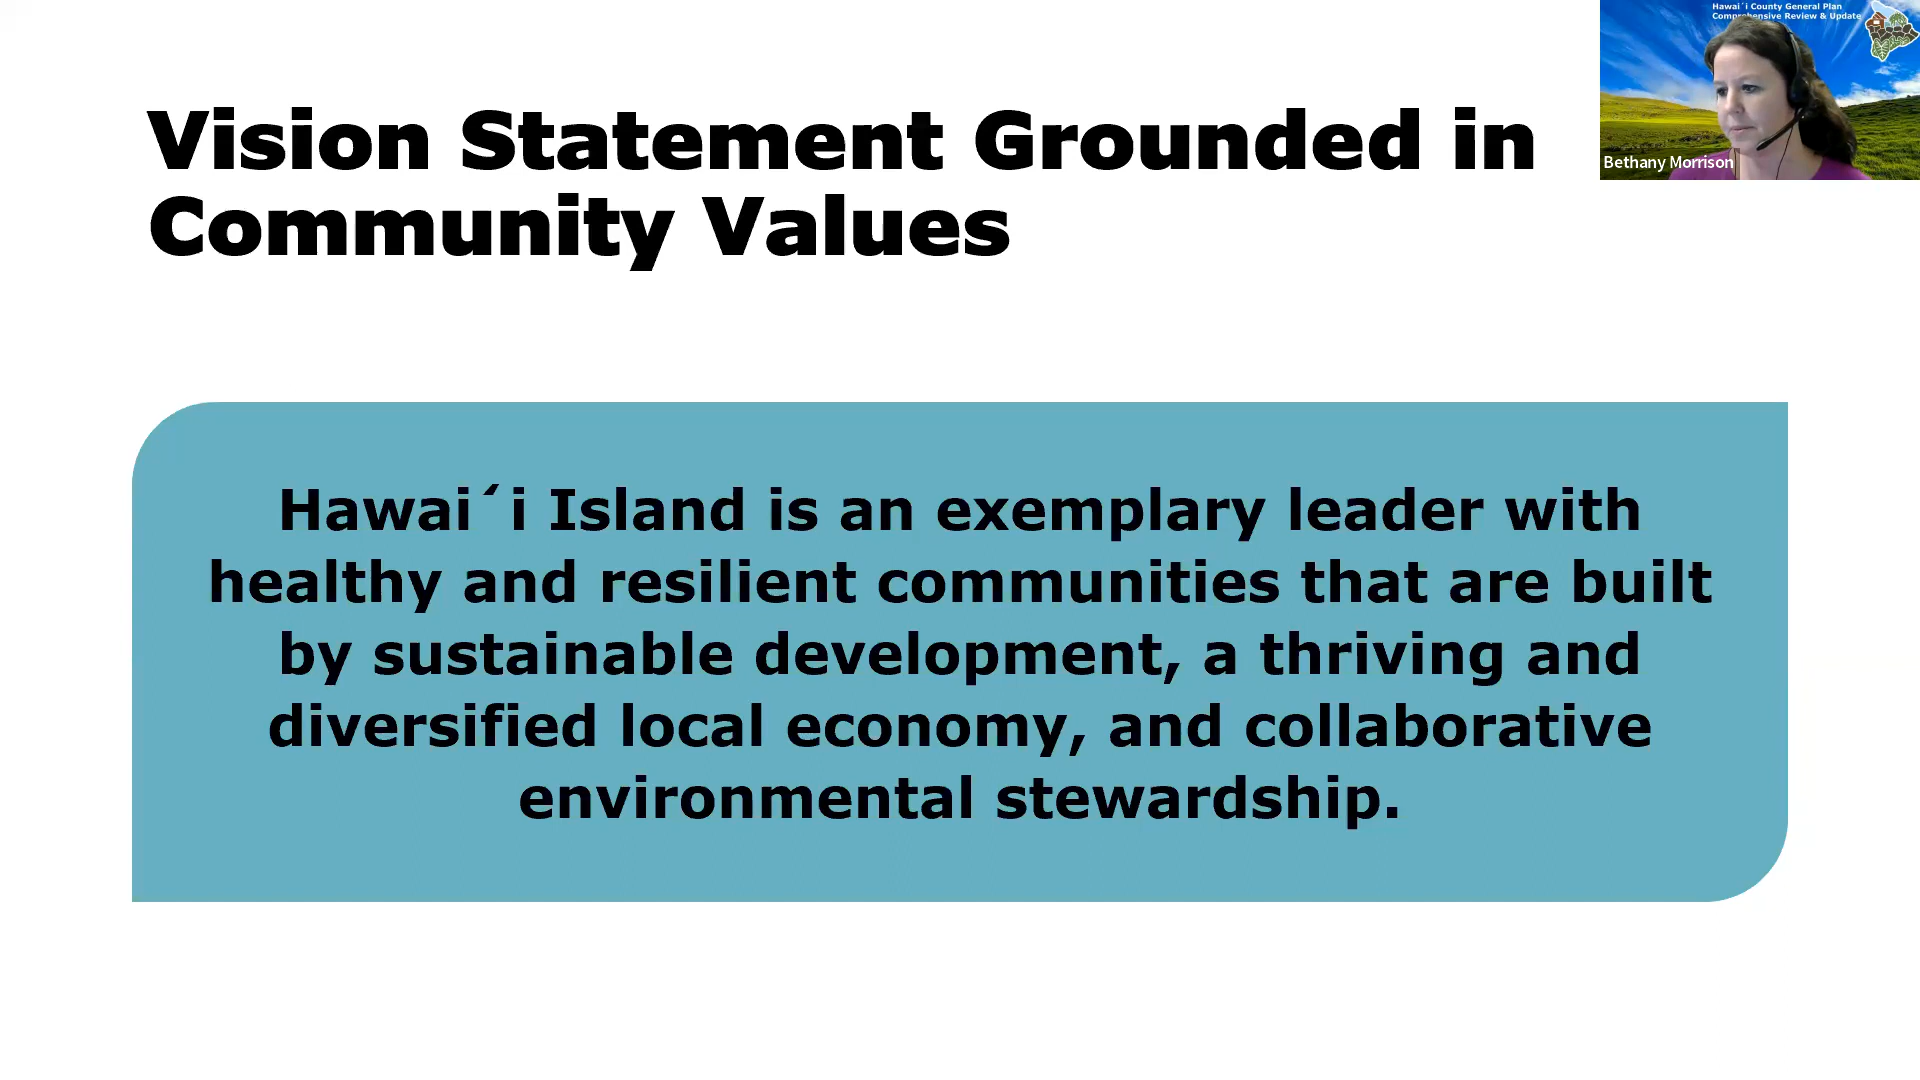 Hawai´i County General Plan
Comprehensive Review & Update
Bethany Morrison
Vision Statement Grounded in
Community Values
Hawai´i Island is an exemplary leader with
healthy and resilient communities that are built
by sustainable development, a thriving and
diversified local economy, and collaborative
environmental stewardship.